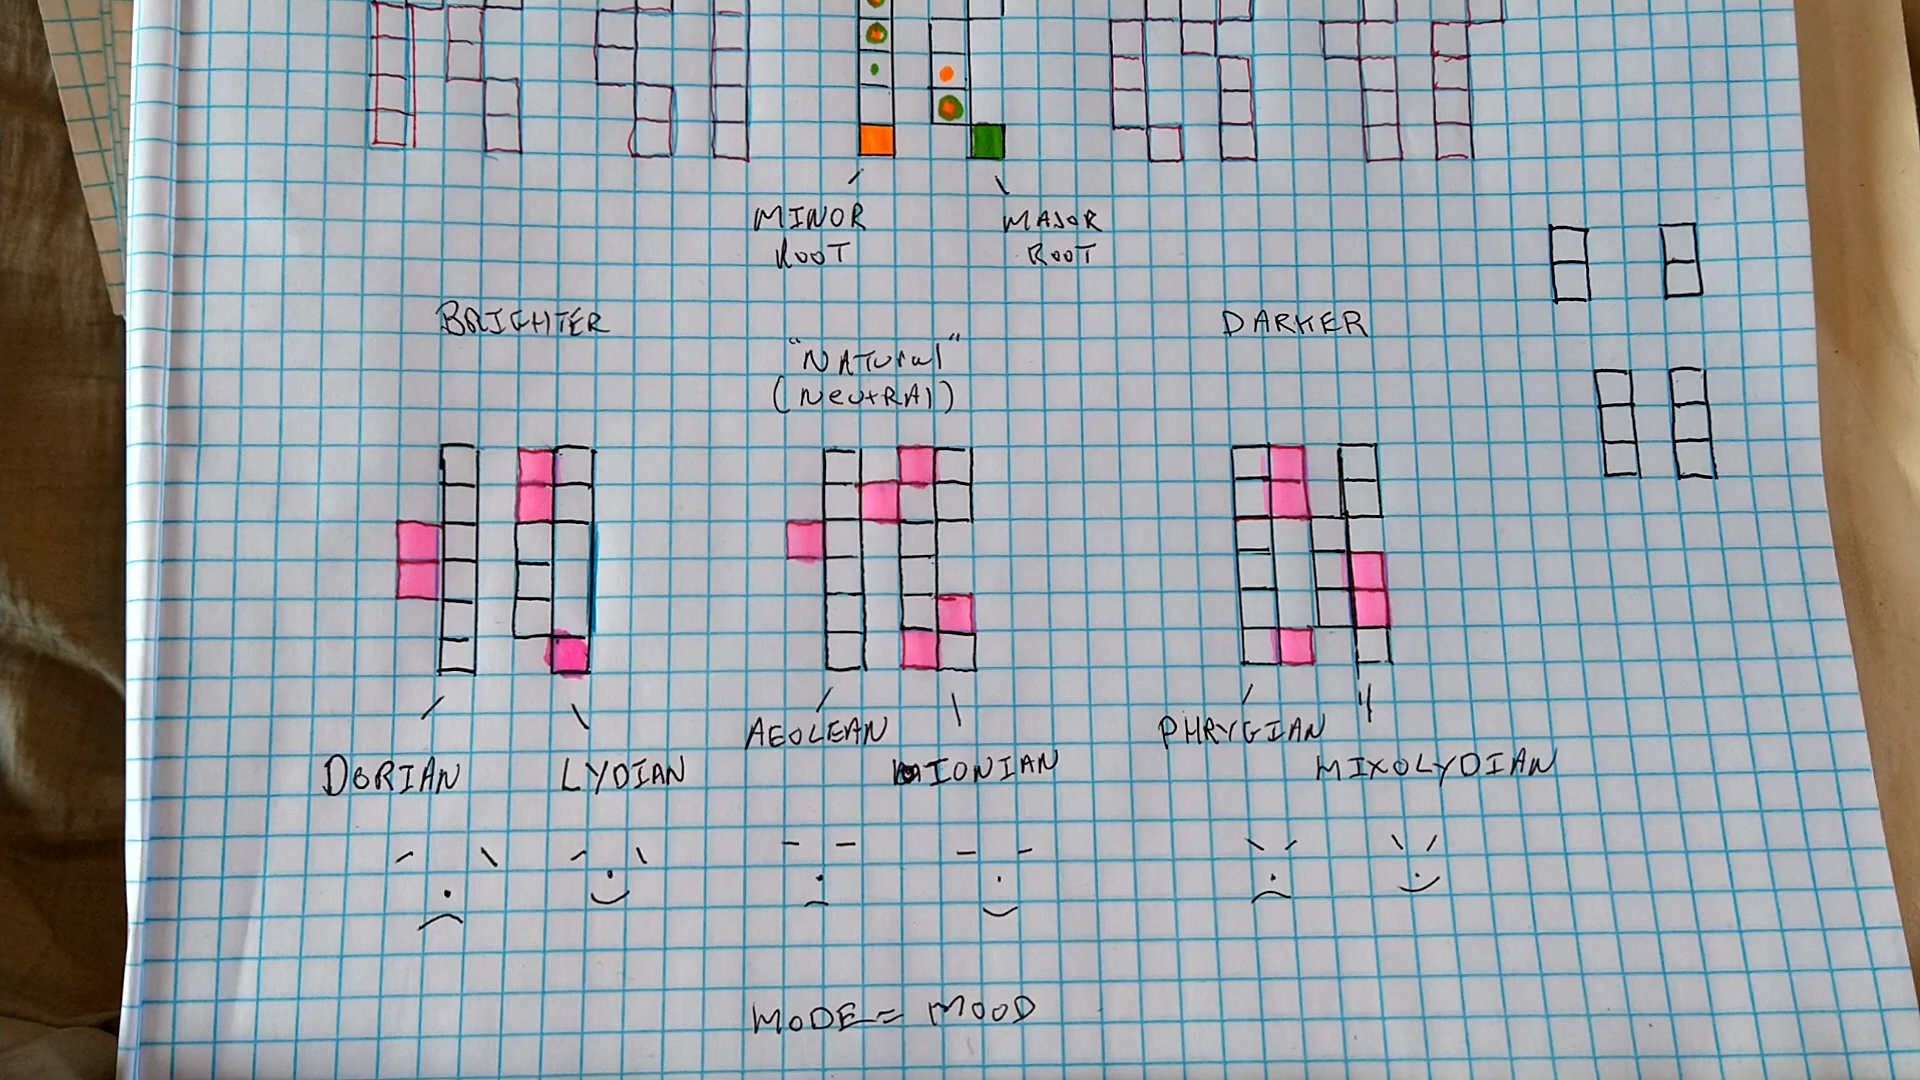 MINOR
ROOT
MAJOR
ROOT
BRIGHTER
DARKER
"NATural"
(NeutRAl)
AEOLEAN
PHRYGIAN
DORIAN
LYDIAN
IONIAN
MIXOLYDIAN
MODE = MOOD